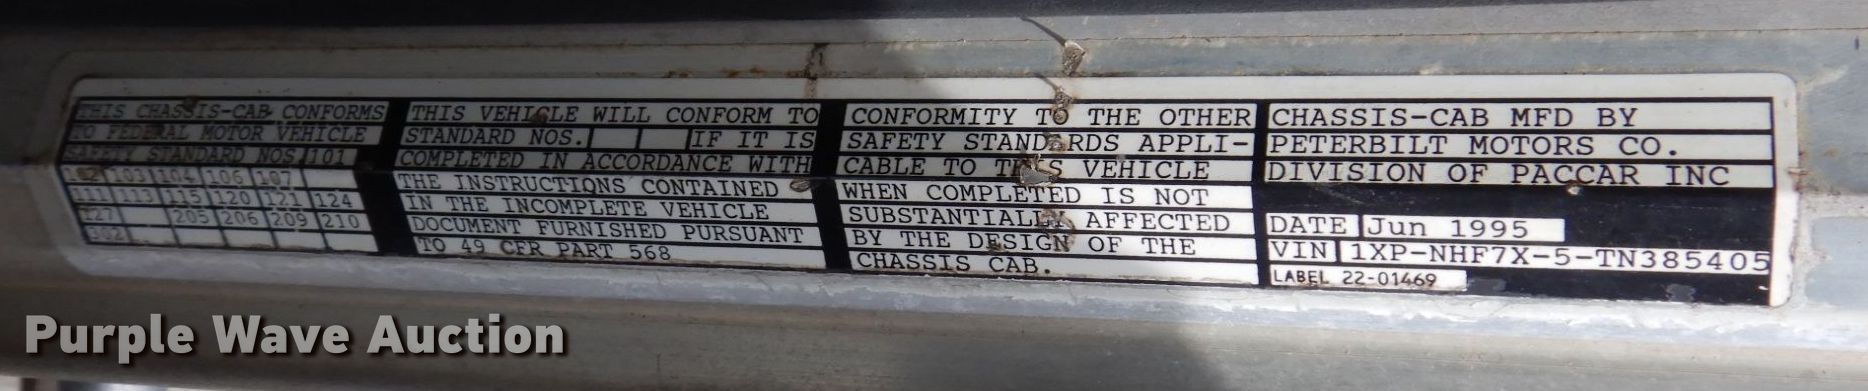 THIS CHASSIS-CAB CONFORMS
TO FEDERAL MOTOR VEHICLE
SAFETY STANDARD NOS. 101
102 103 104 106 107
111 113 115 120 121 124
127 205 206 209 210
302
THIS VEHICLE WILL CONFORM TO
STANDARD NOS. IF IT IS
COMPLETED IN ACCORDANCE WITH
THE INSTRUCTIONS CONTAINED
IN THE INCOMPLETE VEHICLE
DOCUMENT FURNISHED PURSUANT
TO 49 CFR PART 568
CONFORMITY TO THE OTHER
SAFETY STANDARDS APPLI-
CABLE TO THIS VEHICLE
WHEN COMPLETED IS NOT
SUBSTANTIALLY AFFECTED
BY THE DESIGN OF THE
CHASSIS CAB.
CHASSIS-CAB MFD BY
PETERBILT MOTORS CO.
DIVISION OF PACCAR INC
DATE Jun 1995
VIN 1XP-NHF7X-5-TN385405
LABEL 22-01469
Purple Wave Auction